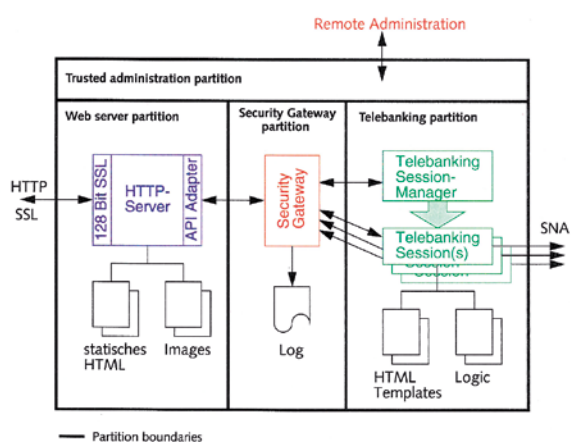 Remote Administration
Trusted administration partition
Web server partition
Security Gateway
partition
Telebanking partition
HTTP
SSL
128 Bit SSL
HTTP-
Server
API Adapter
Security
Gateway
Telebanking
Session-
Manager
Telebanking
Session(s)
Session
Session
SNA
statisches
HTML
Images
Log
HTML
Templates
Logic
Partition boundaries